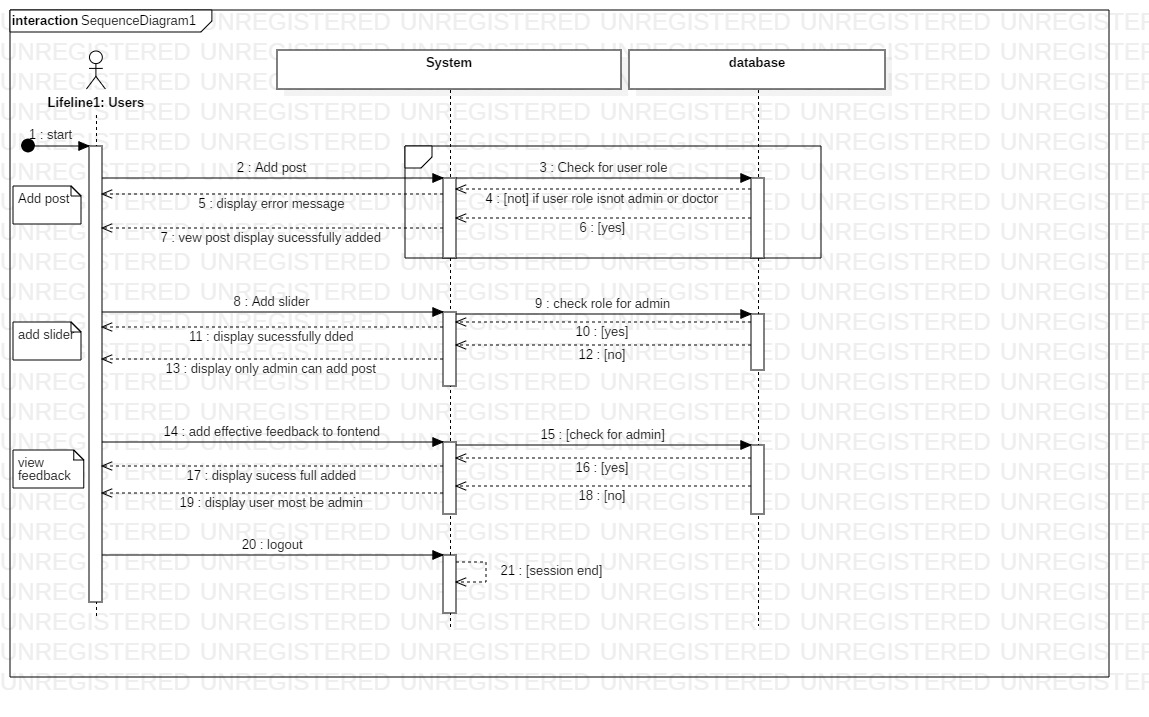 interaction SequenceDiagram1
System
database
Lifeline1: Users
1 : start
2 : Add post
3 : Check for user role
Add post
4 : [not] if user role isnot admin or doctor
5 : display error message
6 : [yes]
7 : vew post display sucessfully added
8 : Add slider
9 : check role for admin
add slider
10 : [yes]
11 : display sucessfully dded
12 : [no]
13 : display only admin can add post
14 : add effective feedback to fontend
15 : [check for admin]
view
feedback
16 : [yes]
17 : display sucess full added
18 : [no]
19 : display user most be admin
20 : logout
21 : [session end]
UNREGISTERED